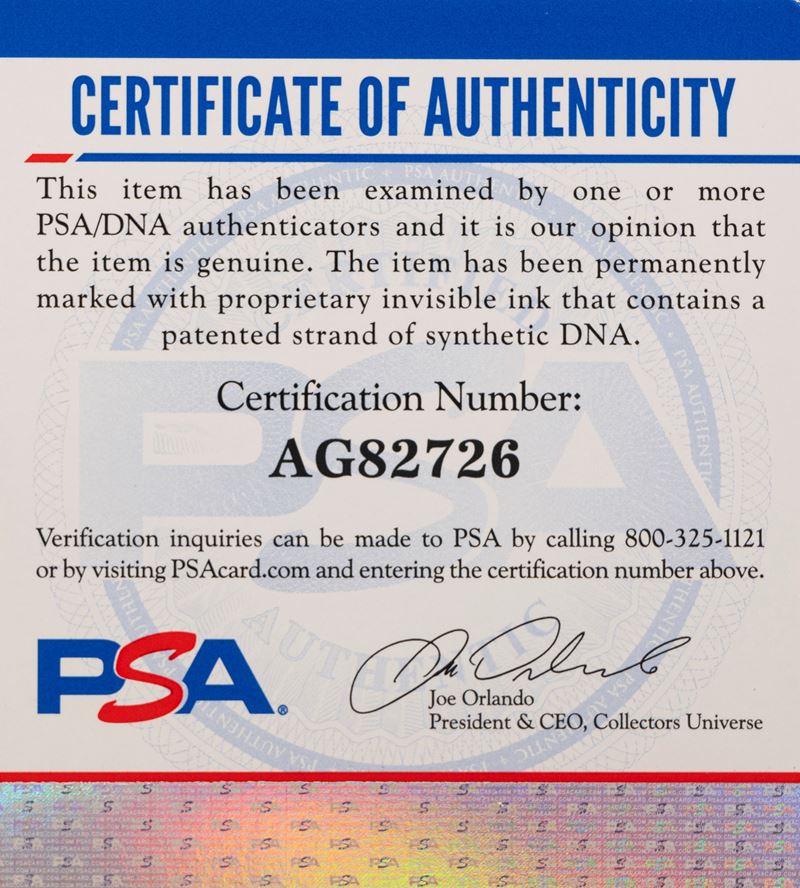 CERTIFICATE OF AUTHENTICITY
This item has been examined by one or more
PSA/DNA authenticators and it is our opinion that
the item is genuine. The item has been permanently
marked with proprietary invisible ink that contains a
patented strand of synthetic DNA.
Certification Number:
AG82726
Verification inquiries can be made to PSA by calling 800-325-1121
or by visiting PSAcard.com and entering the certification number above.
PSA®
Joe Orlando
President & CEO, Collectors Universe